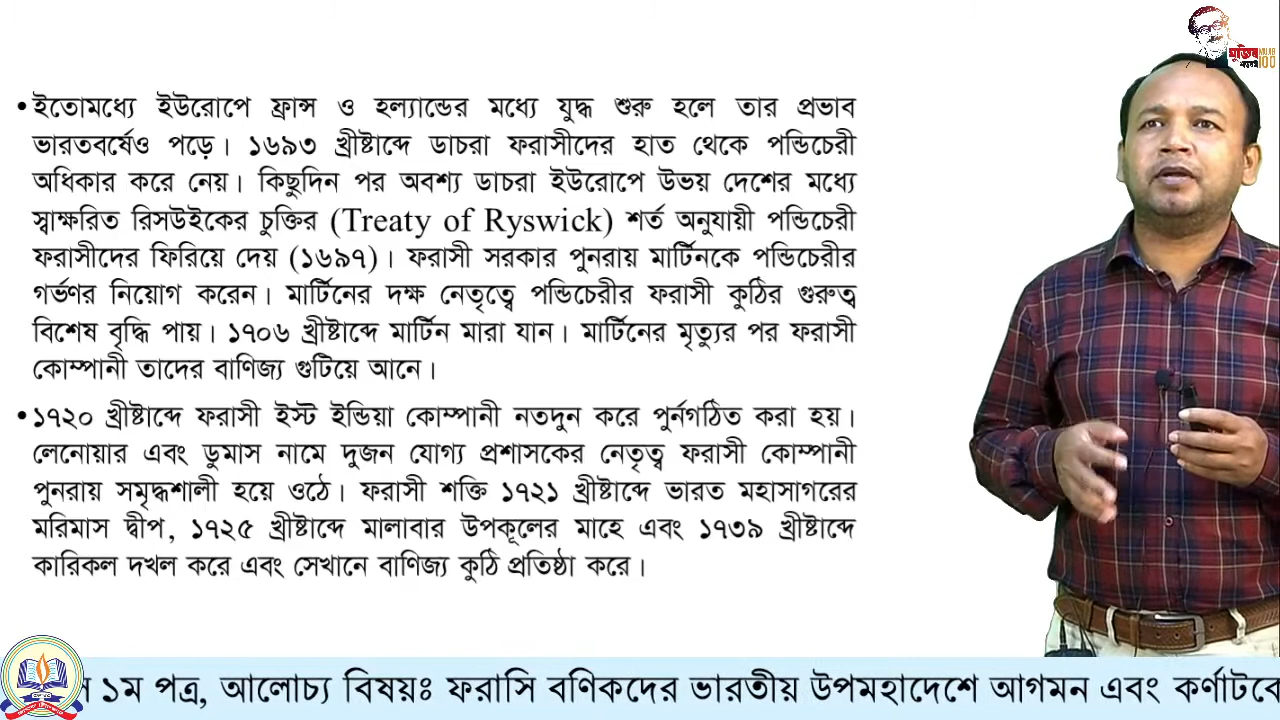 • ইতোমধ্যে ইউরোপে ফ্রান্স ও হল্যান্ডের মধ্যে যুদ্ধ শুরু হলে তার প্রভাব
ভারতবর্ষেও পড়ে। ১৬৯৩ খ্রীষ্টাব্দে ডাচরা ফরাসীদের হাত থেকে পন্ডিচেরী
অধিকার করে নেয়। কিছুদিন পর অবশ্য ডাচরা ইউরোপে উভয় দেশের মধ্যে
স্বাক্ষরিত রিসউইকের চুক্তির (Treaty of Ryswick) শর্ত অনুযায়ী পন্ডিচেরী
ফরাসীদের ফিরিয়ে দেয় (১৬৯৭)। ফরাসী সরকার পুনরায় মার্টিনকে পন্ডিচেরীর
গর্ভণর নিয়োগ করেন। মার্টিনের দক্ষ নেতৃত্বে পন্ডিচেরীর ফরাসী কুঠির গুরুত্ব
বিশেষ বৃদ্ধি পায়। ১৭০৬ খ্রীষ্টাব্দে মার্টিন মারা যান। মার্টিনের মৃত্যুর পর ফরাসী
কোম্পানী তাদের বাণিজ্য গুটিয়ে আনে।
• ১৭২০ খ্রীষ্টাব্দে ফরাসী ইস্ট ইন্ডিয়া কোম্পানী নতদুন করে পুর্নগঠিত করা হয়।
লেনোয়ার এবং ডুমাস নামে দুজন যোগ্য প্রশাসকের নেতৃত্ব ফরাসী কোম্পানী
পুনরায় সমৃদ্ধশালী হয়ে ওঠে। ফরাসী শক্তি ১৭২১ খ্রীষ্টাব্দে ভারত মহাসাগরের
মরিমাস দ্বীপ, ১৭২৫ খ্রীষ্টাব্দে মালাবার উপকূলের মাহে এবং ১৭৩৯ খ্রীষ্টাব্দে
কারিকল দখল করে এবং সেখানে বাণিজ্য কুঠি প্রতিষ্ঠা করে।
১ম পত্র, আলোচ্য বিষয়ঃ ফরাসি বণিকদের ভারতীয় উপমহাদেশে আগমন এবং কর্ণাটকে
মুজিব
MUJIB
100